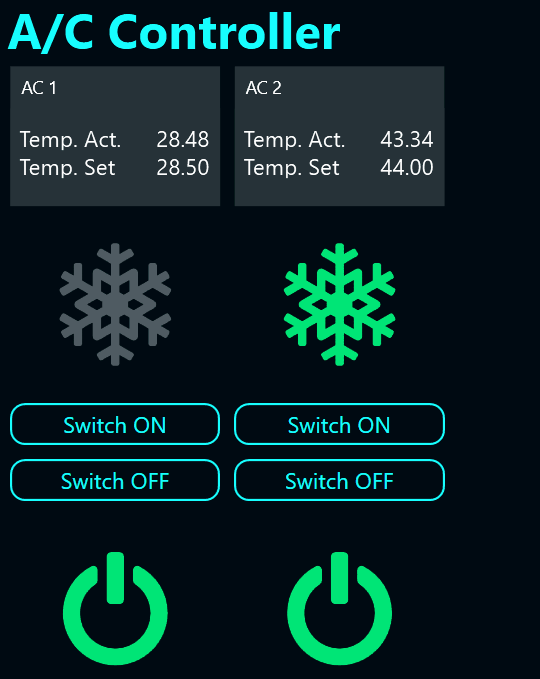 A/C Controller
AC 1
Temp. Act. 28.48
Temp. Set 28.50
AC 2
Temp. Act. 43.34
Temp. Set 44.00
Switch ON
Switch ON
Switch OFF
Switch OFF